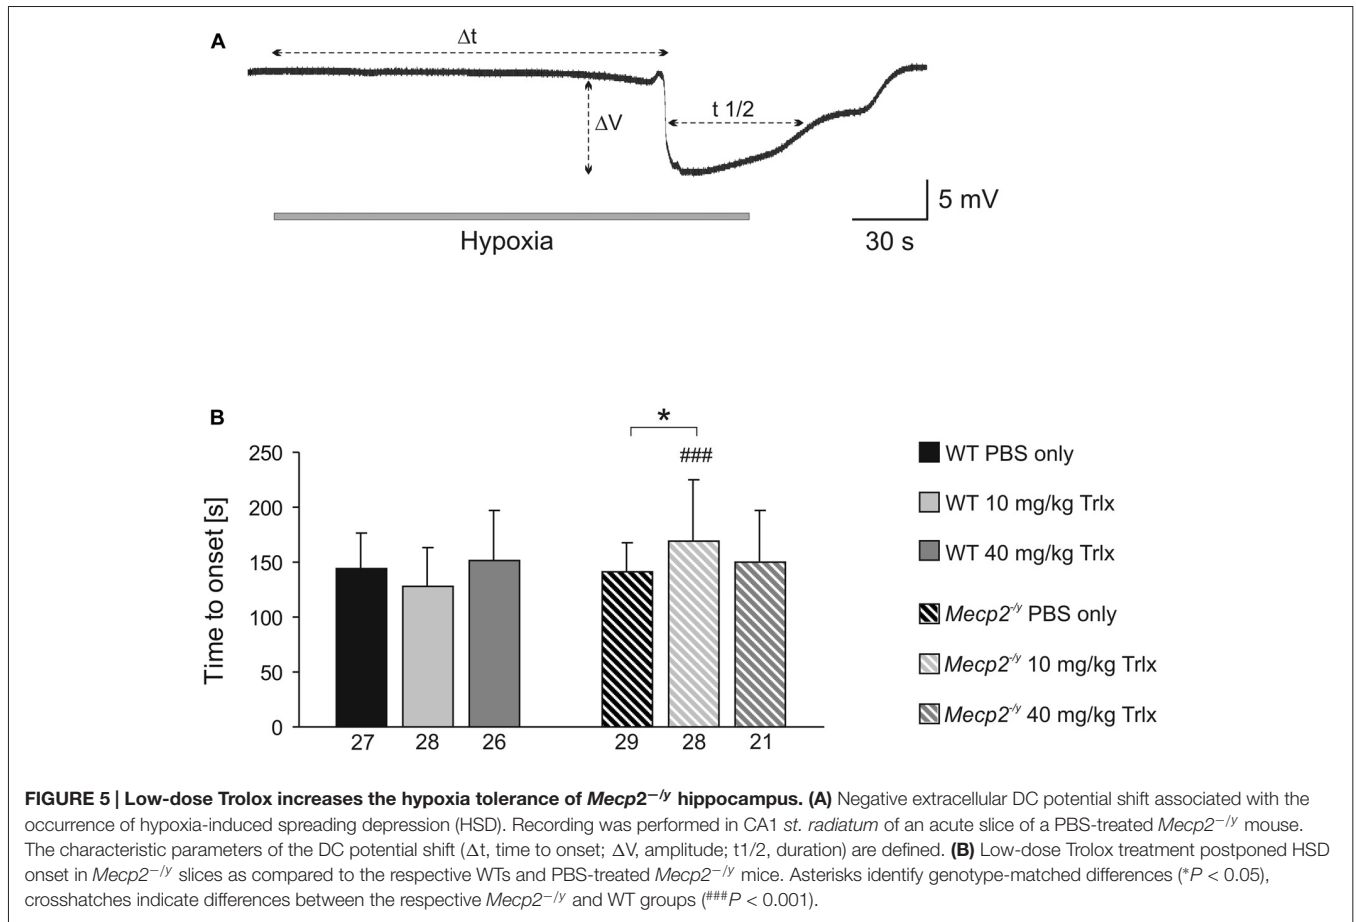 A
Δt
ΔV
t 1/2
5 mV
30 s
Hypoxia
B
*
###
250
200
150
100
50
0
Time to onset [s]
27 28 26 29 28 21
WT PBS only
WT 10 mg/kg Trlx
WT 40 mg/kg Trlx
Mecp2-/y PBS only
Mecp2-/y 10 mg/kg Trlx
Mecp2-/y 40 mg/kg Trlx
FIGURE 5 | Low-dose Trolox increases the hypoxia tolerance of Mecp2−/y hippocampus. (A) Negative extracellular DC potential shift associated with the
occurrence of hypoxia-induced spreading depression (HSD). Recording was performed in CA1 st. radiatum of an acute slice of a PBS-treated Mecp2−/y mouse.
The characteristic parameters of the DC potential shift (Δt, time to onset; ΔV, amplitude; t1/2, duration) are defined. (B) Low-dose Trolox treatment postponed HSD
onset in Mecp2−/y slices as compared to the respective WTs and PBS-treated Mecp2−/y mice. Asterisks identify genotype-matched differences (*P < 0.05),
crosshatches indicate differences between the respective Mecp2−/y and WT groups (###P < 0.001).